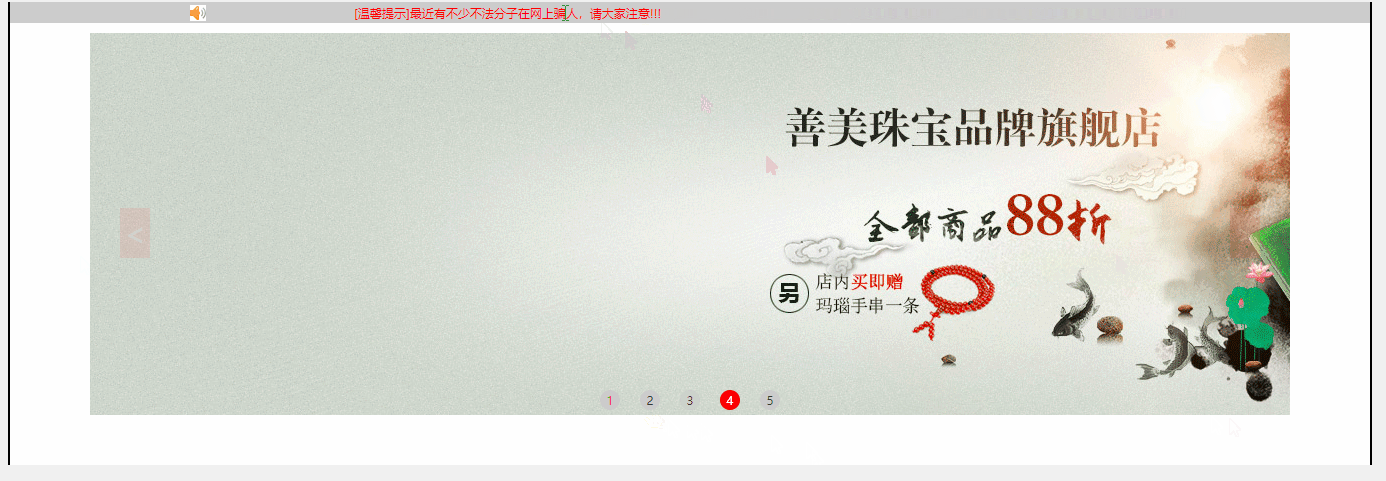 [温馨提示]最近有不少不法分子在网上骗人，请大家注意!!!
善美珠宝品牌旗舰店
全部商品88折
<
另 店内买即赠
玛瑙手串一条
1 2 3 4 5